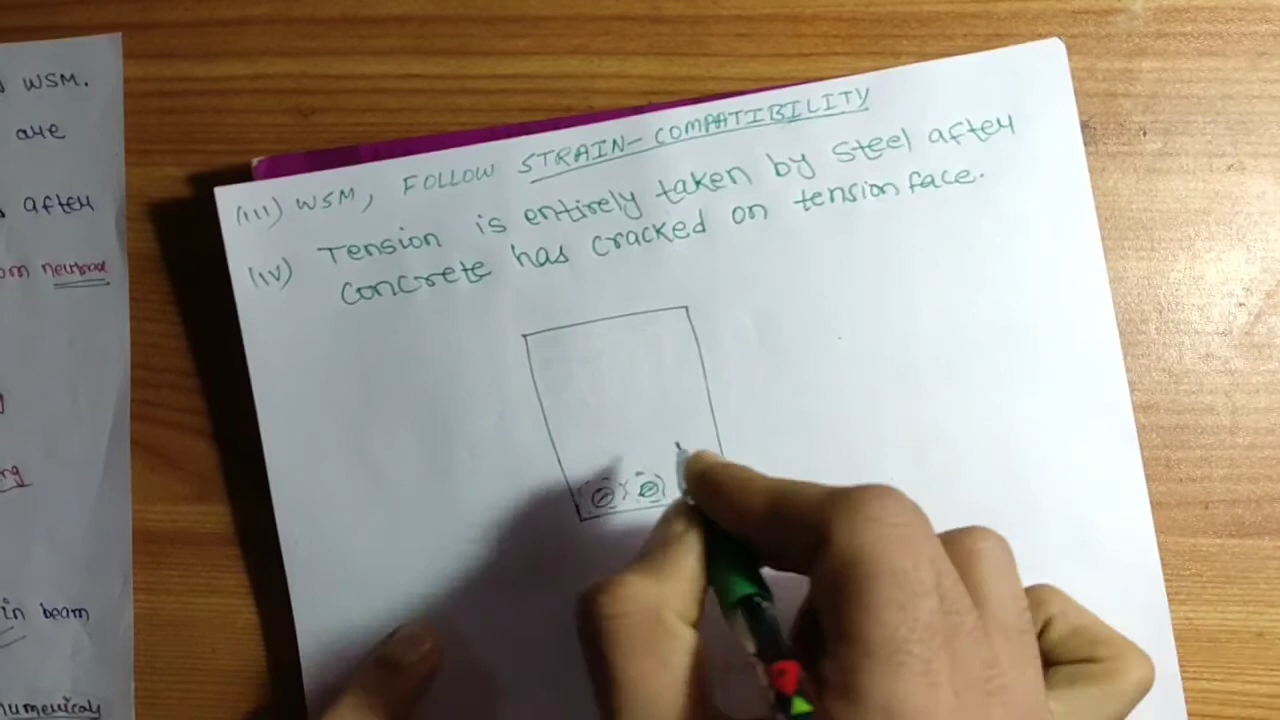 WSM.
are
after
neutral
in beam
(III) WSM, FOLLOW STRAIN-COMPATIBILITY
(IV) Tension is entirely taken by steel after
concrete has cracked on tension face.